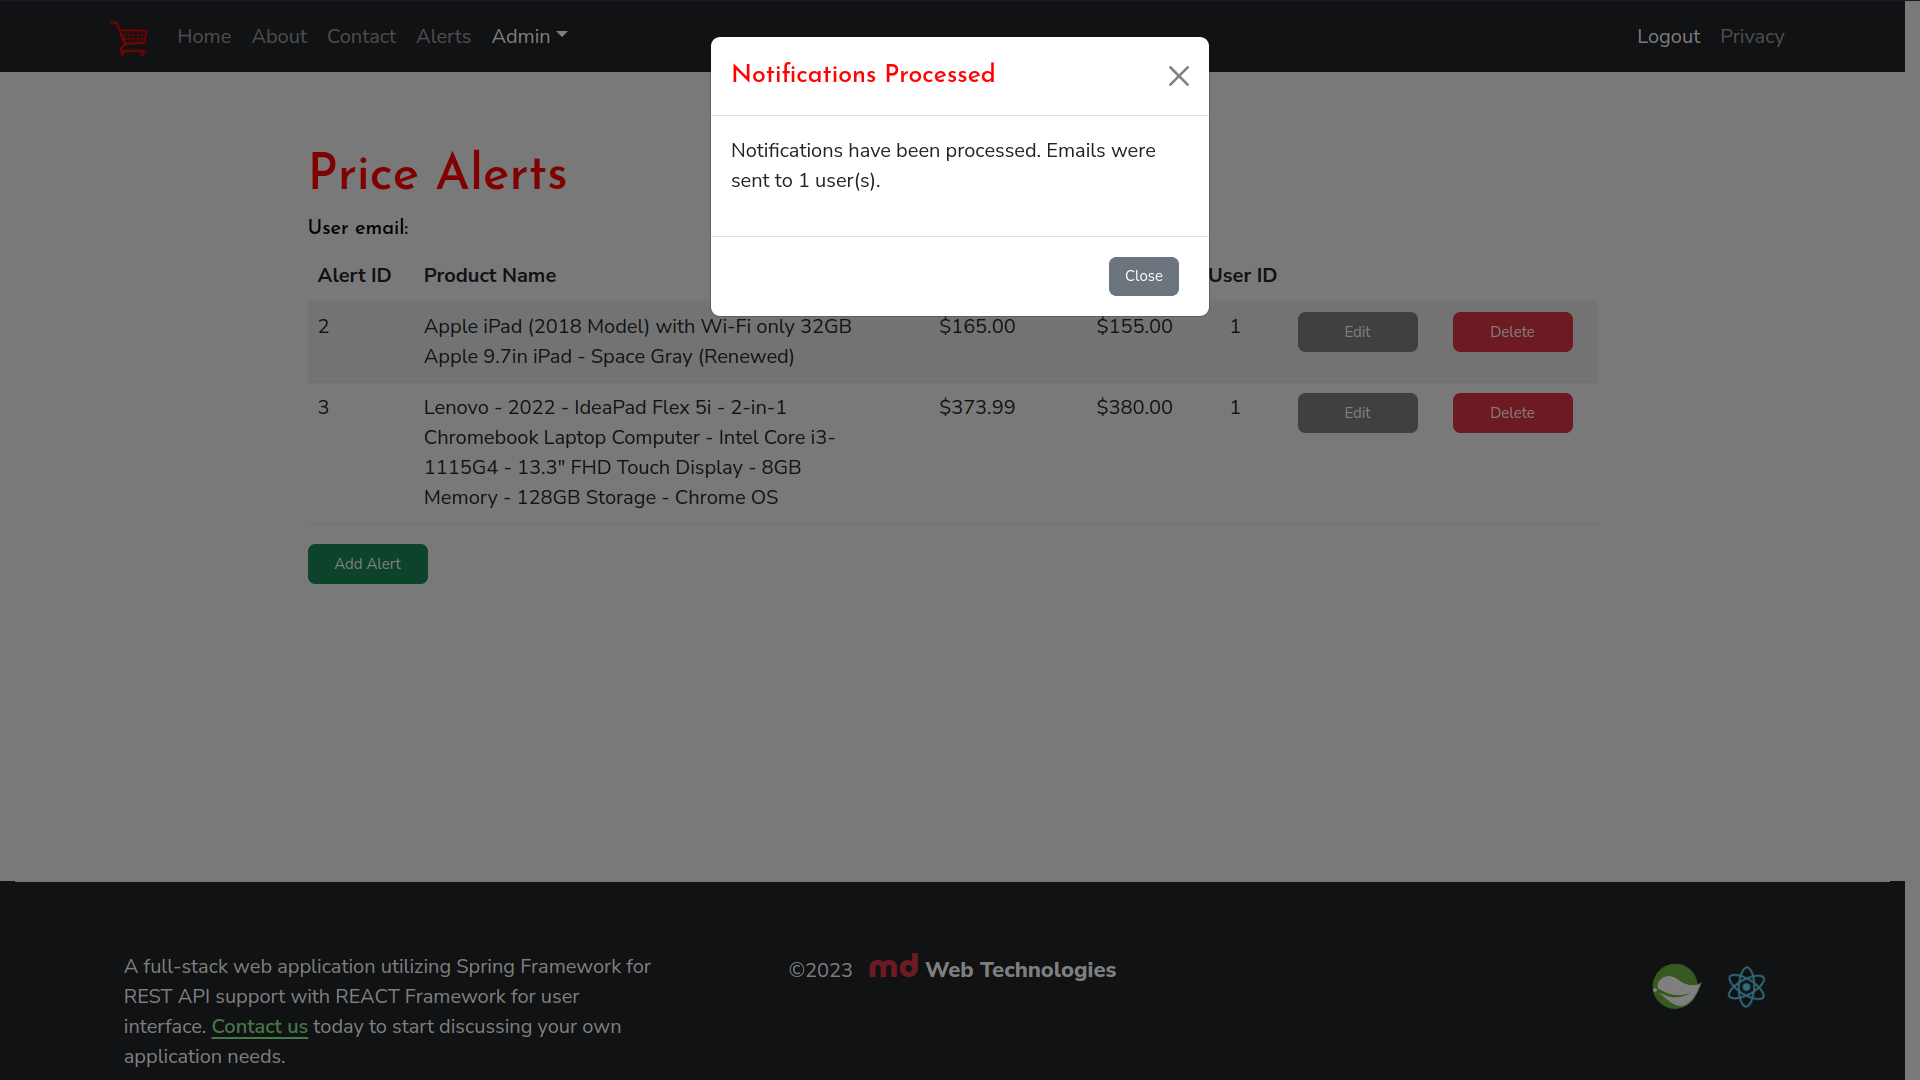 Home About Contact Alerts Admin
Logout Privacy
Notifications Processed
Notifications have been processed. Emails were
sent to 1 user(s).
Close
Price Alerts
User email:
Alert ID Product Name User ID
2 Apple iPad (2018 Model) with Wi-Fi only 32GB $165.00 $155.00 1 Edit Delete
Apple 9.7in iPad - Space Gray (Renewed)
3 Lenovo - 2022 - IdeaPad Flex 5i - 2-in-1 $373.99 $380.00 1 Edit Delete
Chromebook Laptop Computer - Intel Core i3-
1115G4 - 13.3" FHD Touch Display - 8GB
Memory - 128GB Storage - Chrome OS
Add Alert
A full-stack web application utilizing Spring Framework for
REST API support with REACT Framework for user
interface. Contact us today to start discussing your own
application needs.
©2023 md Web Technologies